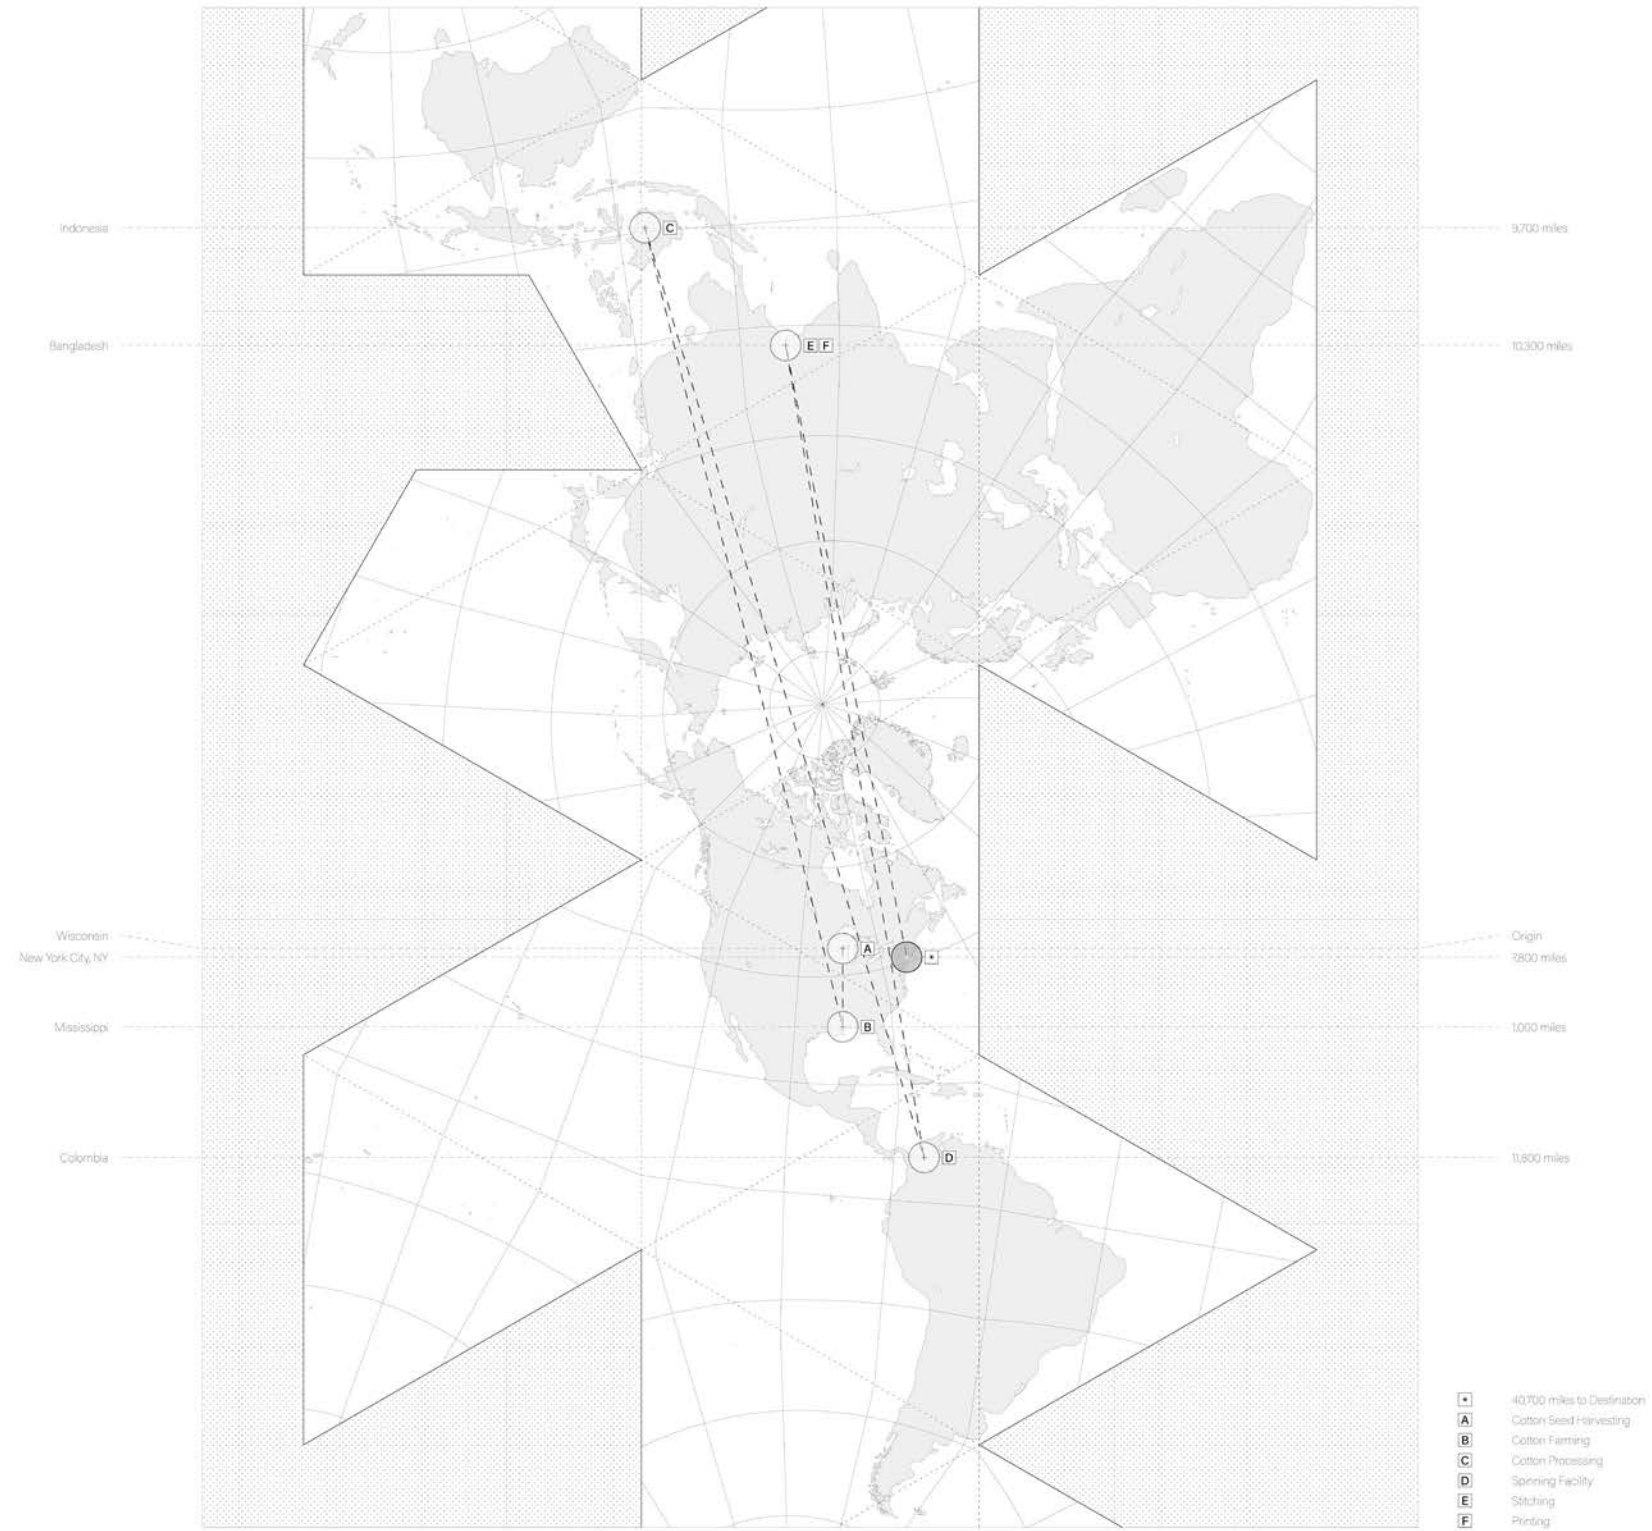 Indonesia
9,700 miles
C
Bangladesh
10,300 miles
E F
Wisconsin
Origin
A
New York City, NY
7,800 miles
*
Mississippi
1,000 miles
B
Colombia
11,800 miles
D
* 40,700 miles to Destination
A Cotton Seed Harvesting
B Cotton Farming
C Cotton Processing
D Spinning Facility
E Stitching
F Printing